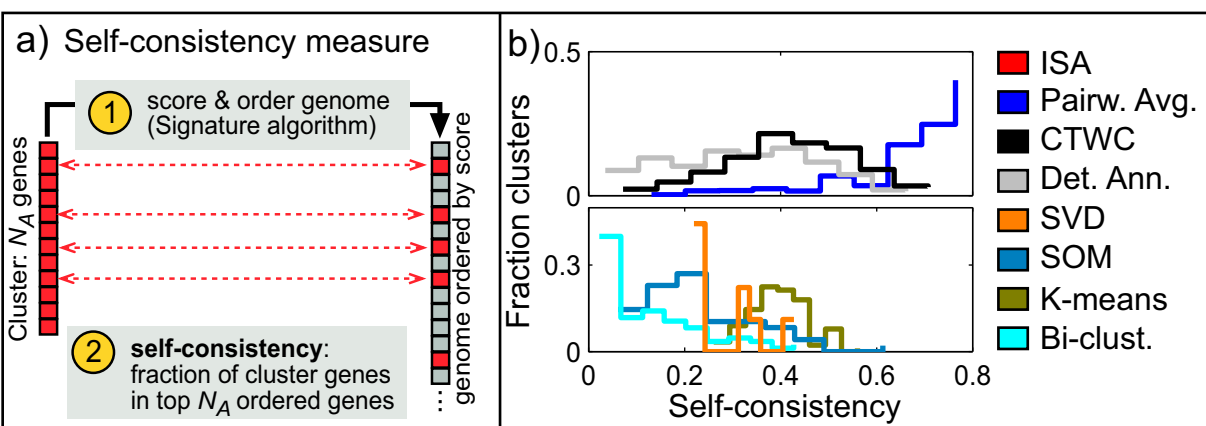 a) Self-consistency measure
1
score & order genome
(Signature algorithm)
Cluster: N_A genes
genome ordered by score
2
self-consistency:
fraction of cluster genes
in top N_A ordered genes
...
b)
0.5
0
0.3
0
0 0.2 0.4 0.6 0.8
Fraction clusters
Self-consistency
ISA
Pairw. Avg.
CTWC
Det. Ann.
SVD
SOM
K-means
Bi-clust.